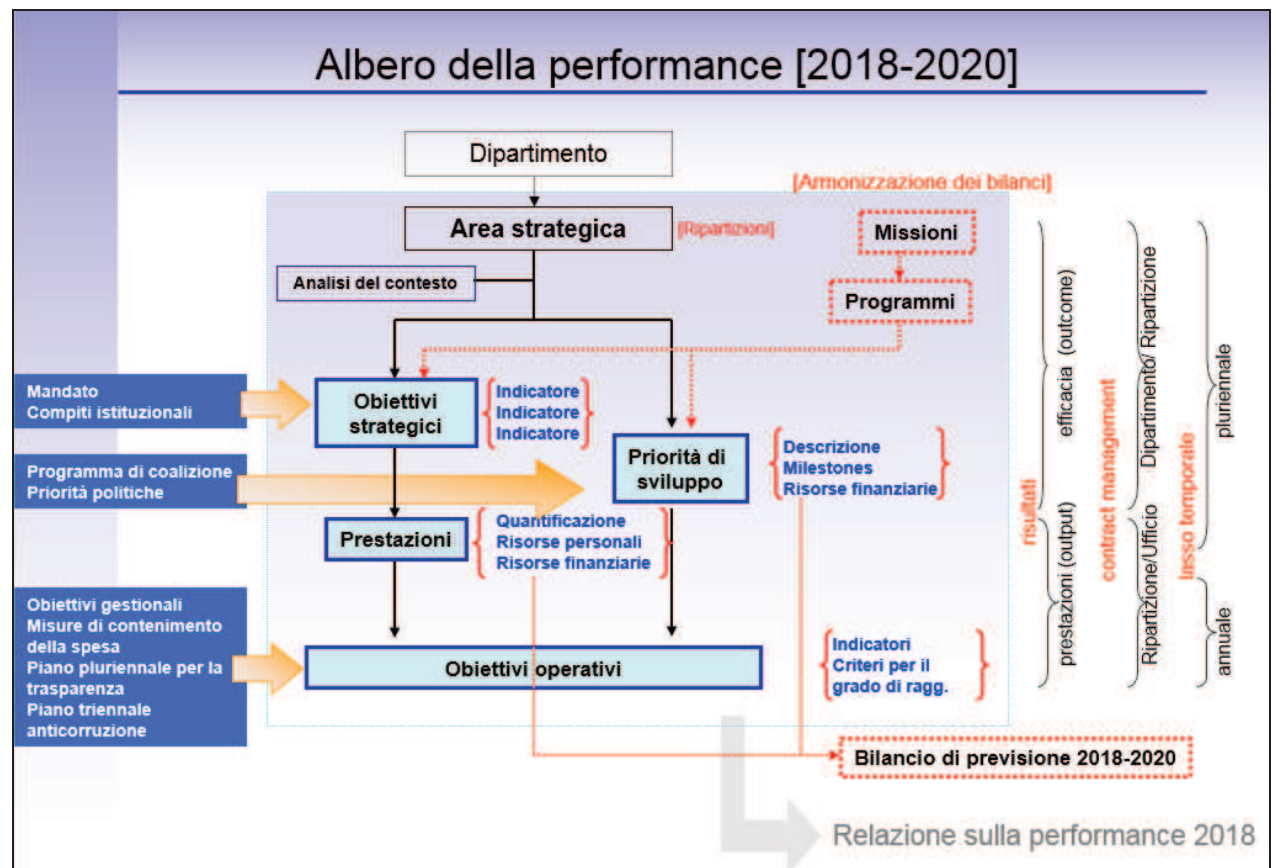 Albero della performance [2018-2020]
Dipartimento
[Armonizzazione dei bilanci]
Area strategica
[Ripartizioni]
Missioni
Analisi del contesto
Programmi
Mandato
Compiti istituzionali
Obiettivi
strategici
Indicatore
Indicatore
Indicatore
Programma di coalizione
Priorità politiche
Priorità di
sviluppo
Descrizione
Milestones
Risorse finanziarie
Prestazioni
Quantificazione
Risorse personali
Risorse finanziarie
Obiettivi gestionali
Misure di contenimento
della spesa
Piano pluriennale per la
trasparenza
Piano triennale
anticorruzione
Obiettivi operativi
Indicatori
Criteri per il
grado di ragg.
risultati
efficacia (outcome)
prestazioni (output)
contract management
Dipartimento/ Ripartizione
Ripartizione/Ufficio
lasso temporale
pluriennale
annuale
Bilancio di previsione 2018-2020
Relazione sulla performance 2018